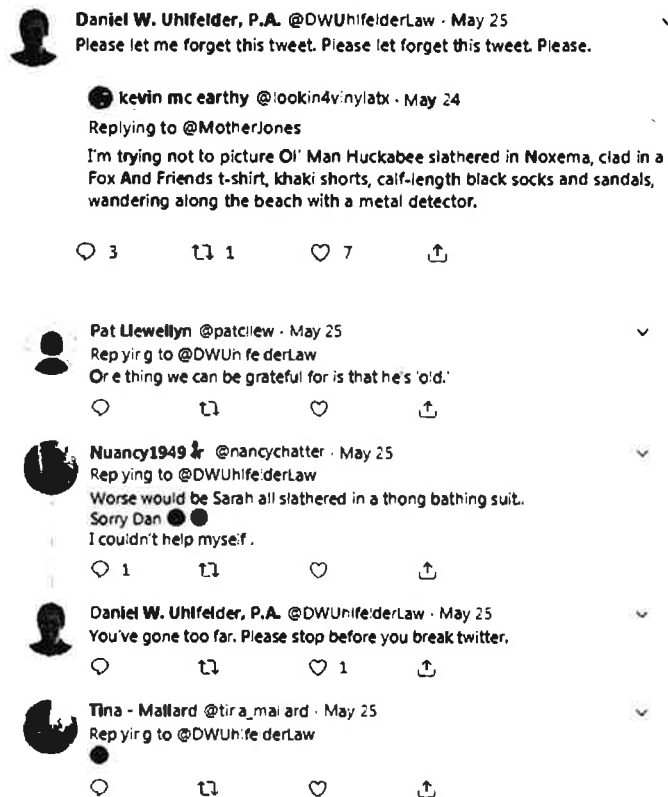 Daniel W. Uhlfelder, P.A. @DWUhlfelderLaw · May 25
Please let me forget this tweet. Please let forget this tweet. Please.
kevin mc earthy @lookin4vinylatx · May 24
Replying to @MotherJones
I'm trying not to picture Ol' Man Huckabee slathered in Noxema, clad in a
Fox And Friends t-shirt, khaki shorts, calf-length black socks and sandals,
wandering along the beach with a metal detector.
3 1 7
Pat Llewellyn @patcllew · May 25
Replying to @DWUhlfelderLaw
One thing we can be grateful for is that he's 'old.'
Nuancy1949 @nancychatter · May 25
Replying to @DWUhlfelderLaw
Worse would be Sarah all slathered in a thong bathing suit..
Sorry Dan
I couldn't help myself .
1
Daniel W. Uhlfelder, P.A. @DWUhlfelderLaw · May 25
You've gone too far. Please stop before you break twitter.
1
Tina - Mallard @tina_mallard · May 25
Replying to @DWUhlfelderLaw